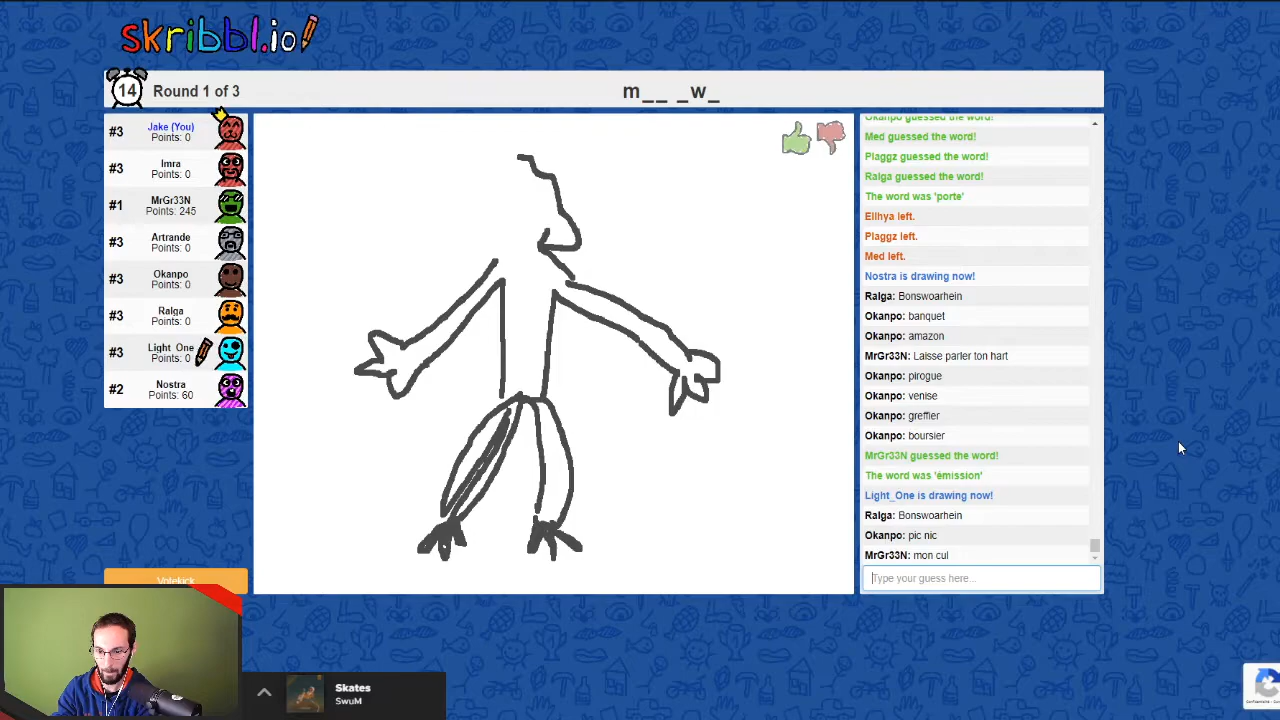 skribbl.io
14
Round 1 of 3
m__ _w_
#3
Jake (You)
Points: 0
#3
Imra
Points: 0
#1
MrGr33N
Points: 245
#3
Artrande
Points: 0
#3
Okanpo
Points: 0
#3
Ralga
Points: 0
#3
Light_One
Points: 0
#2
Nostra
Points: 60
Votekick
Okanpo guessed the word!
Med guessed the word!
Plaggz guessed the word!
Ralga guessed the word!
The word was 'porte'
Ellhya left.
Plaggz left.
Med left.
Nostra is drawing now!
Ralga: Bonswoarhein
Okanpo: banquet
Okanpo: amazon
MrGr33N: Laisse parler ton hart
Okanpo: pirogue
Okanpo: venise
Okanpo: greffier
Okanpo: boursier
MrGr33N guessed the word!
The word was 'émission'
Light_One is drawing now!
Ralga: Bonswoarhein
Okanpo: pic nic
MrGr33N: mon cul
Type your guess here...
Skates
SwuM